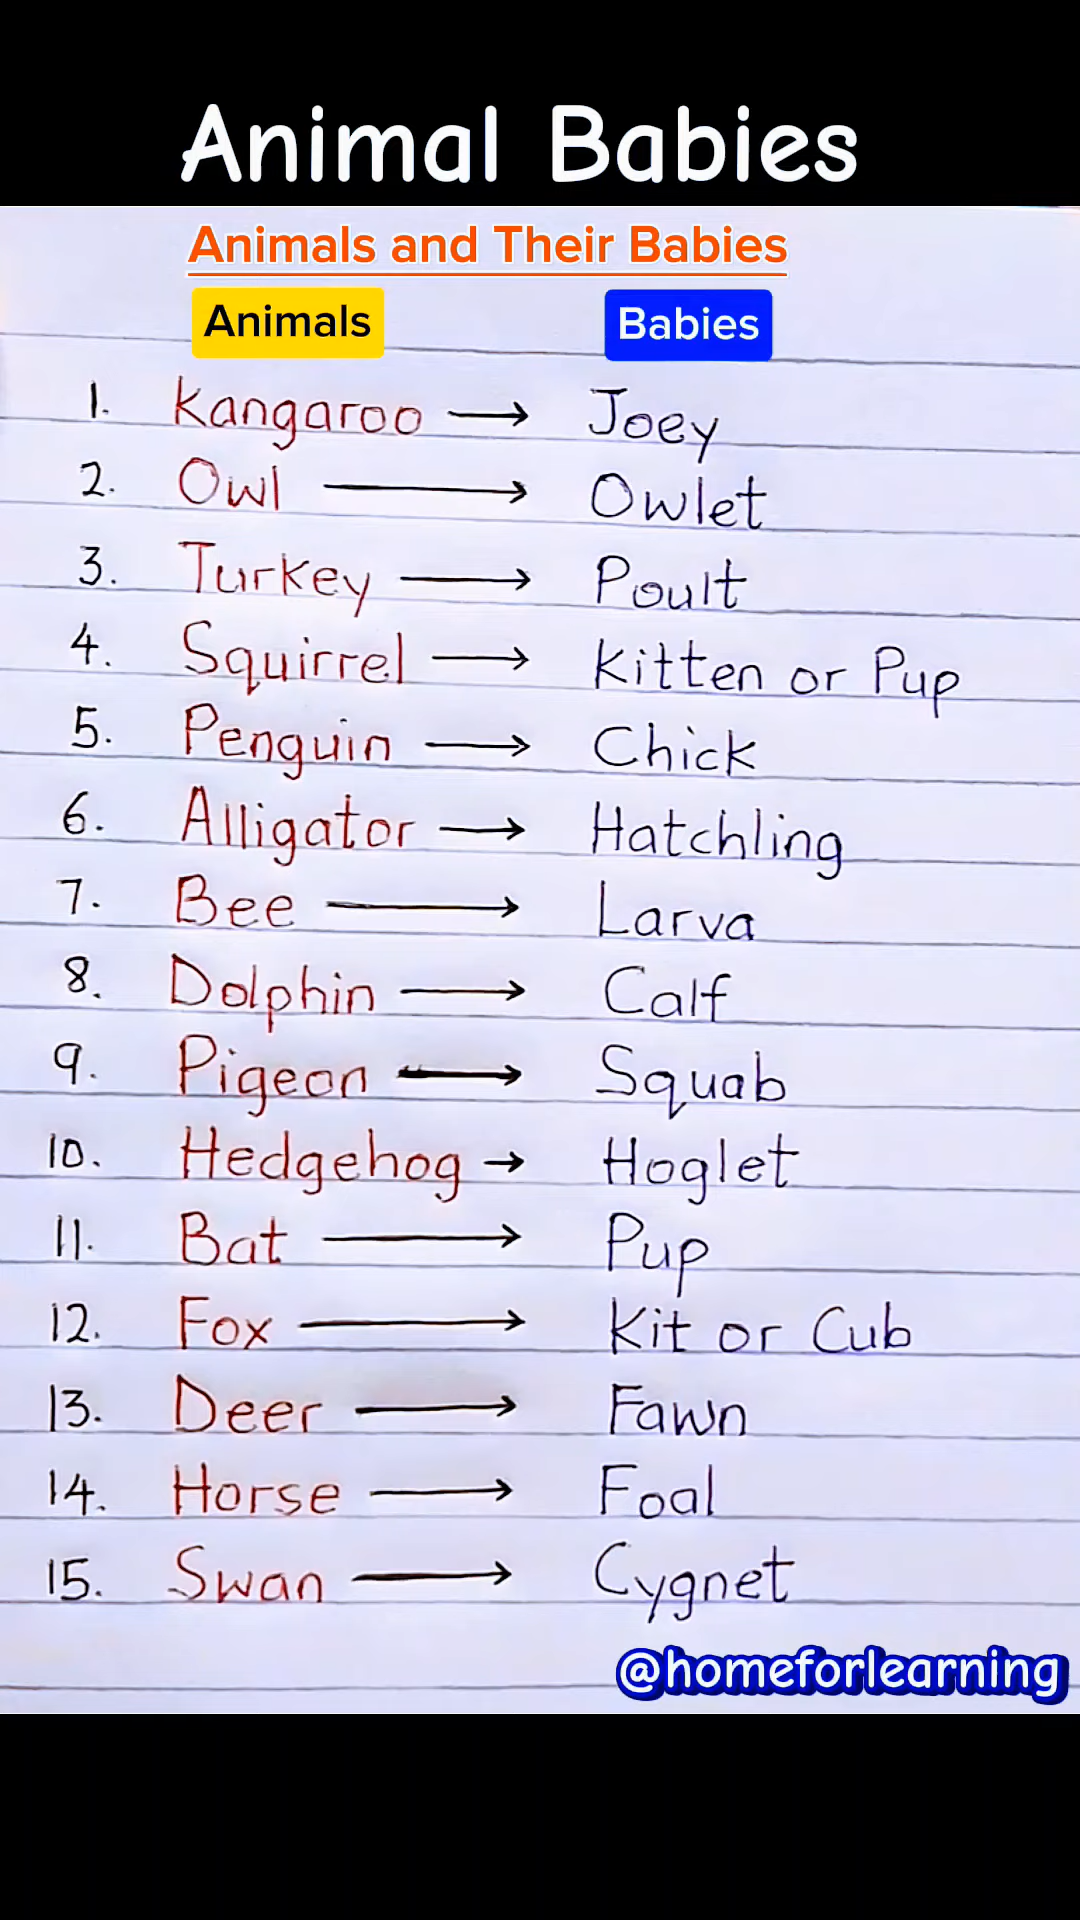 Animal Babies
Animals and Their Babies
Animals Babies
1. Kangaroo → Joey
2. Owl → Owlet
3. Turkey → Poult
4. Squirrel → Kitten or Pup
5. Penguin → Chick
6. Alligator → Hatchling
7. Bee → Larva
8. Dolphin → Calf
9. Pigeon → Squab
10. Hedgehog → Hoglet
11. Bat → Pup
12. Fox → Kit or Cub
13. Deer → Fawn
14. Horse → Foal
15. Swan → Cygnet
@homeforlearning